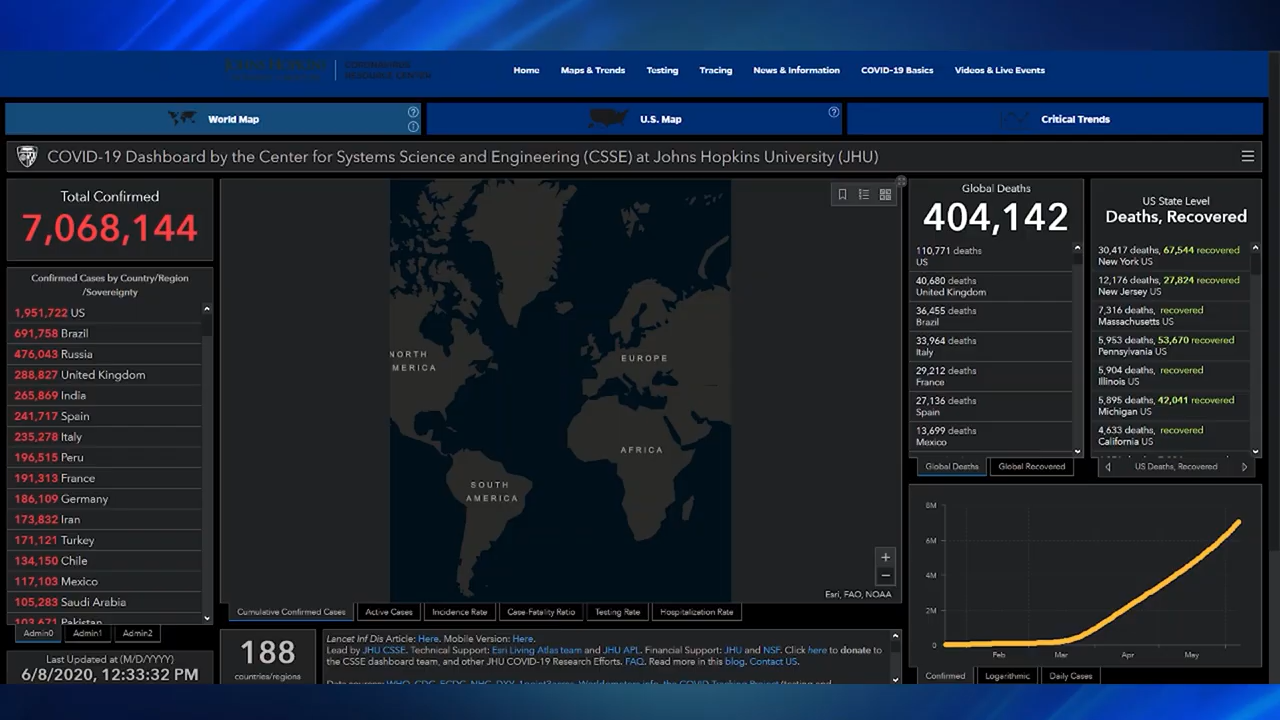 CORONAVIRUS
RESOURCE CENTER
Home
Maps & Trends
Testing
Tracing
News & Information
COVID-19 Basics
Videos & Live Events
World Map
U.S. Map
Critical Trends
COVID-19 Dashboard by the Center for Systems Science and Engineering (CSSE) at Johns Hopkins University (JHU)
Total Confirmed
7,068,144
Confirmed Cases by Country/Region
/Sovereignty
1,951,722 US
691,758 Brazil
476,043 Russia
288,827 United Kingdom
265,869 India
241,717 Spain
235,278 Italy
196,515 Peru
191,313 France
186,109 Germany
173,832 Iran
171,121 Turkey
134,150 Chile
117,103 Mexico
105,283 Saudi Arabia
103,671 Pakistan
Admin0
Admin1
Admin2
Last Updated at (M/D/YYYY)
6/8/2020, 12:33:32 PM
NORTH
MERICA
EUROPE
AFRICA
SOUTH
AMERICA
Esri, FAO, NOAA
Cumulative Confirmed Cases
Active Cases
Incidence Rate
Case-Fatality Ratio
Testing Rate
Hospitalization Rate
188
countries/regions
Lancet Inf Dis Article: Here. Mobile Version: Here.
Lead by JHU CSSE. Technical Support: Esri Living Atlas team and JHU APL. Financial Support: JHU and NSF. Click here to donate to
the CSSE dashboard team, and other JHU COVID-19 Research Efforts. FAQ. Read more in this blog. Contact US.
Global Deaths
404,142
110,771 deaths
US
40,680 deaths
United Kingdom
36,455 deaths
Brazil
33,964 deaths
Italy
29,212 deaths
France
27,136 deaths
Spain
13,699 deaths
Mexico
Global Deaths
Global Recovered
US State Level
Deaths, Recovered
30,417 deaths, 67,544 recovered
New York US
12,176 deaths, 27,824 recovered
New Jersey US
7,316 deaths, recovered
Massachusetts US
5,953 deaths, 53,670 recovered
Pennsylvania US
5,904 deaths, recovered
Illinois US
5,895 deaths, 42,041 recovered
Michigan US
4,633 deaths, recovered
California US
US Deaths, Recovered
8M
6M
4M
2M
0
Feb
Mar
Apr
May
Confirmed
Logarithmic
Daily Cases